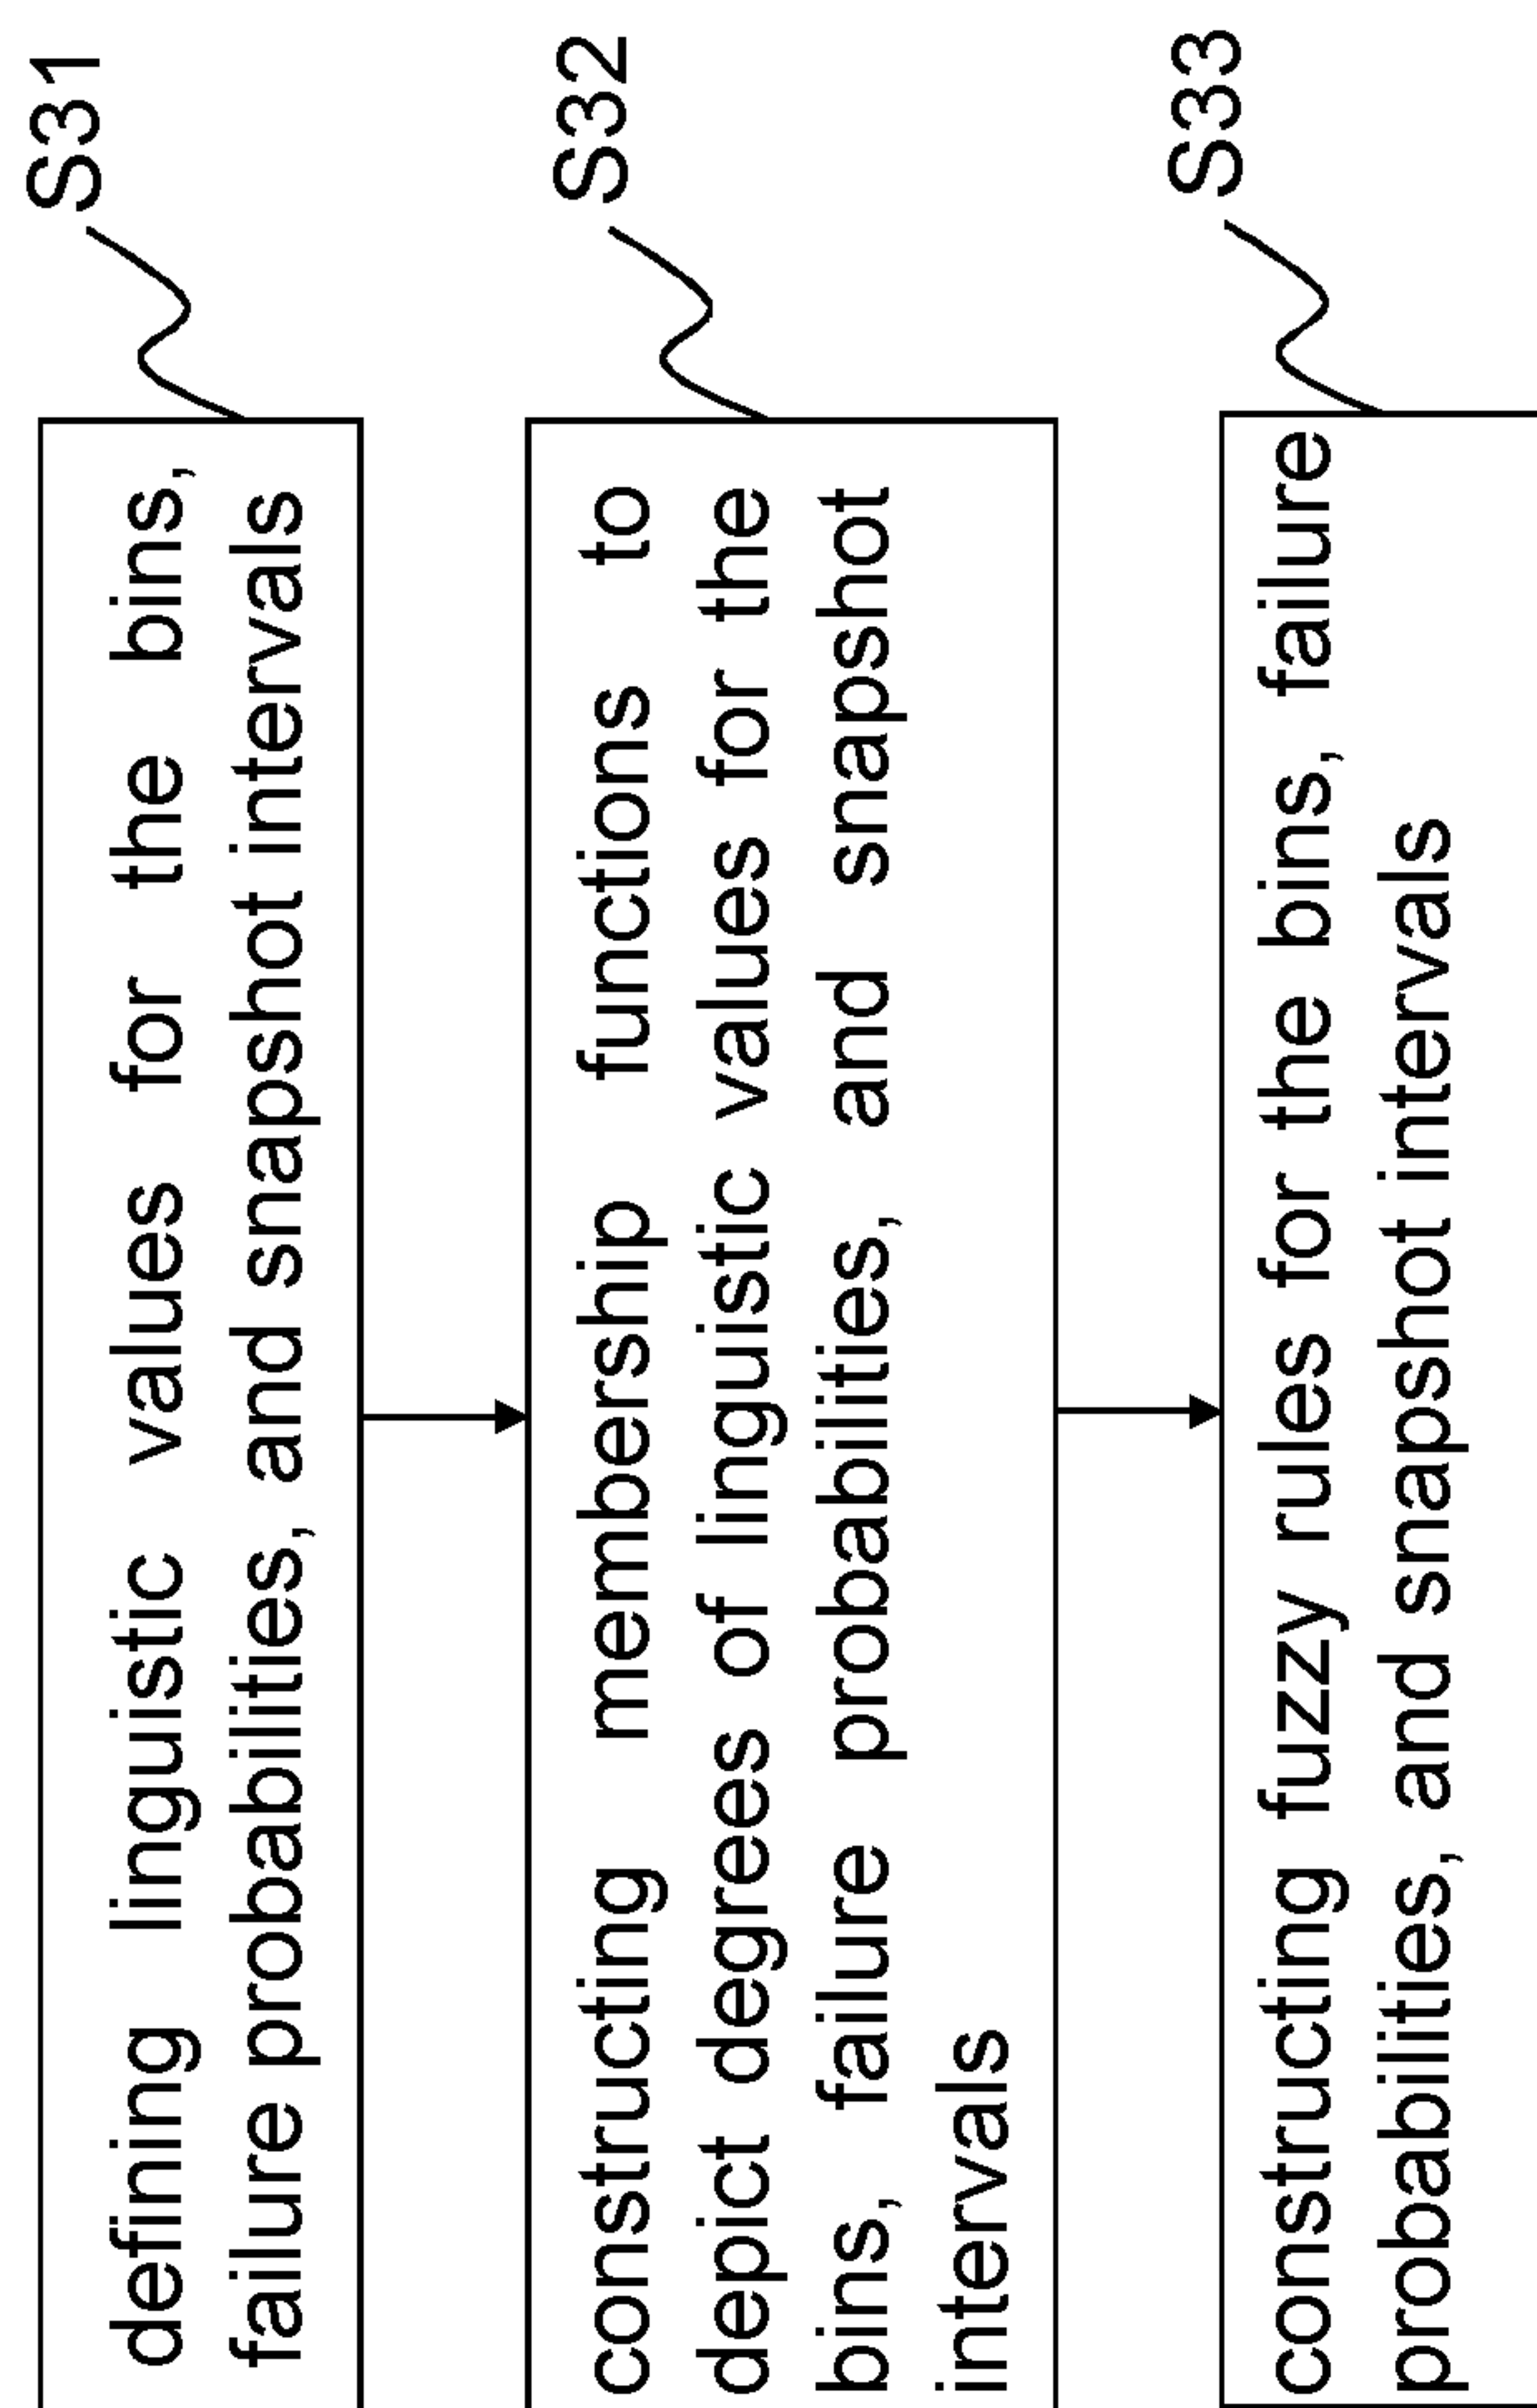 defining linguistic values for the bins,
failure probabilities, and snapshot intervals
S31
constructing membership functions to
depict degrees of linguistic values for the
bins, failure probabilities, and snapshot
intervals
S32
constructing fuzzy rules for the bins, failure
probabilities, and snapshot intervals
S33